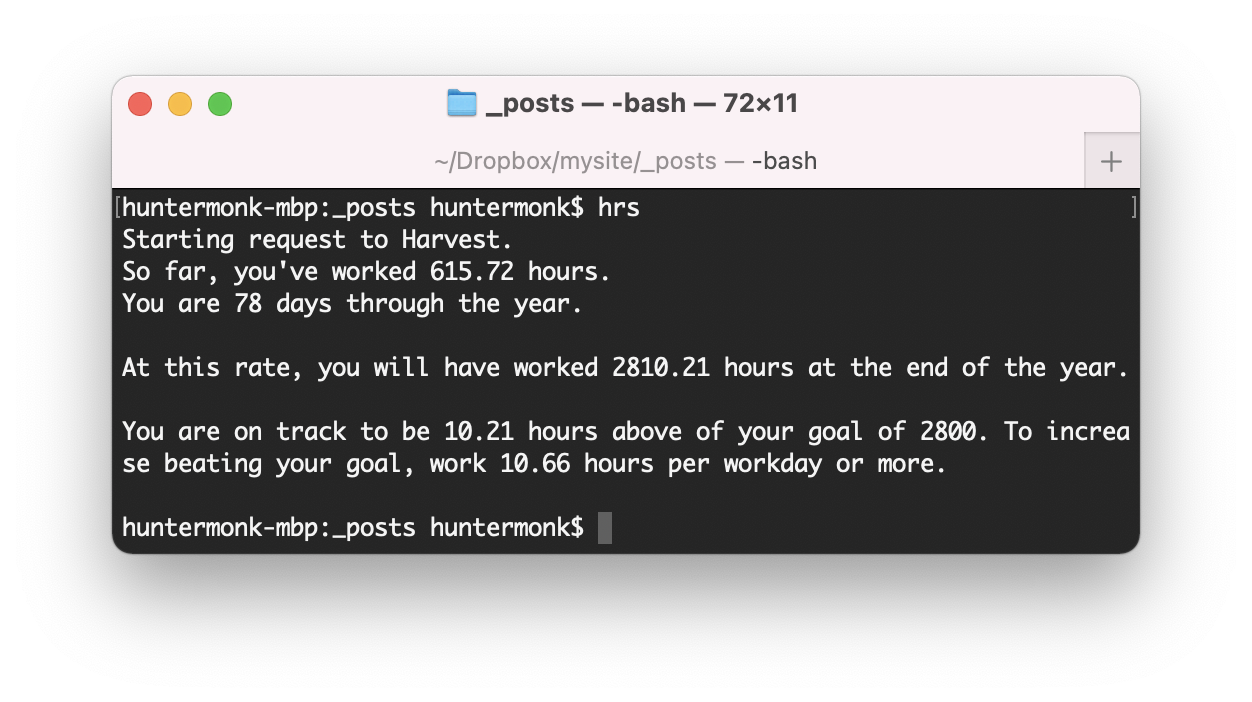 _posts — -bash — 72×11
~/Dropbox/mysite/_posts — -bash
+
[huntermonk-mbp:_posts huntermonk$ hrs ]
Starting request to Harvest.
So far, you've worked 615.72 hours.
You are 78 days through the year.
At this rate, you will have worked 2810.21 hours at the end of the year.
You are on track to be 10.21 hours above of your goal of 2800. To increa
se beating your goal, work 10.66 hours per workday or more.
huntermonk-mbp:_posts huntermonk$